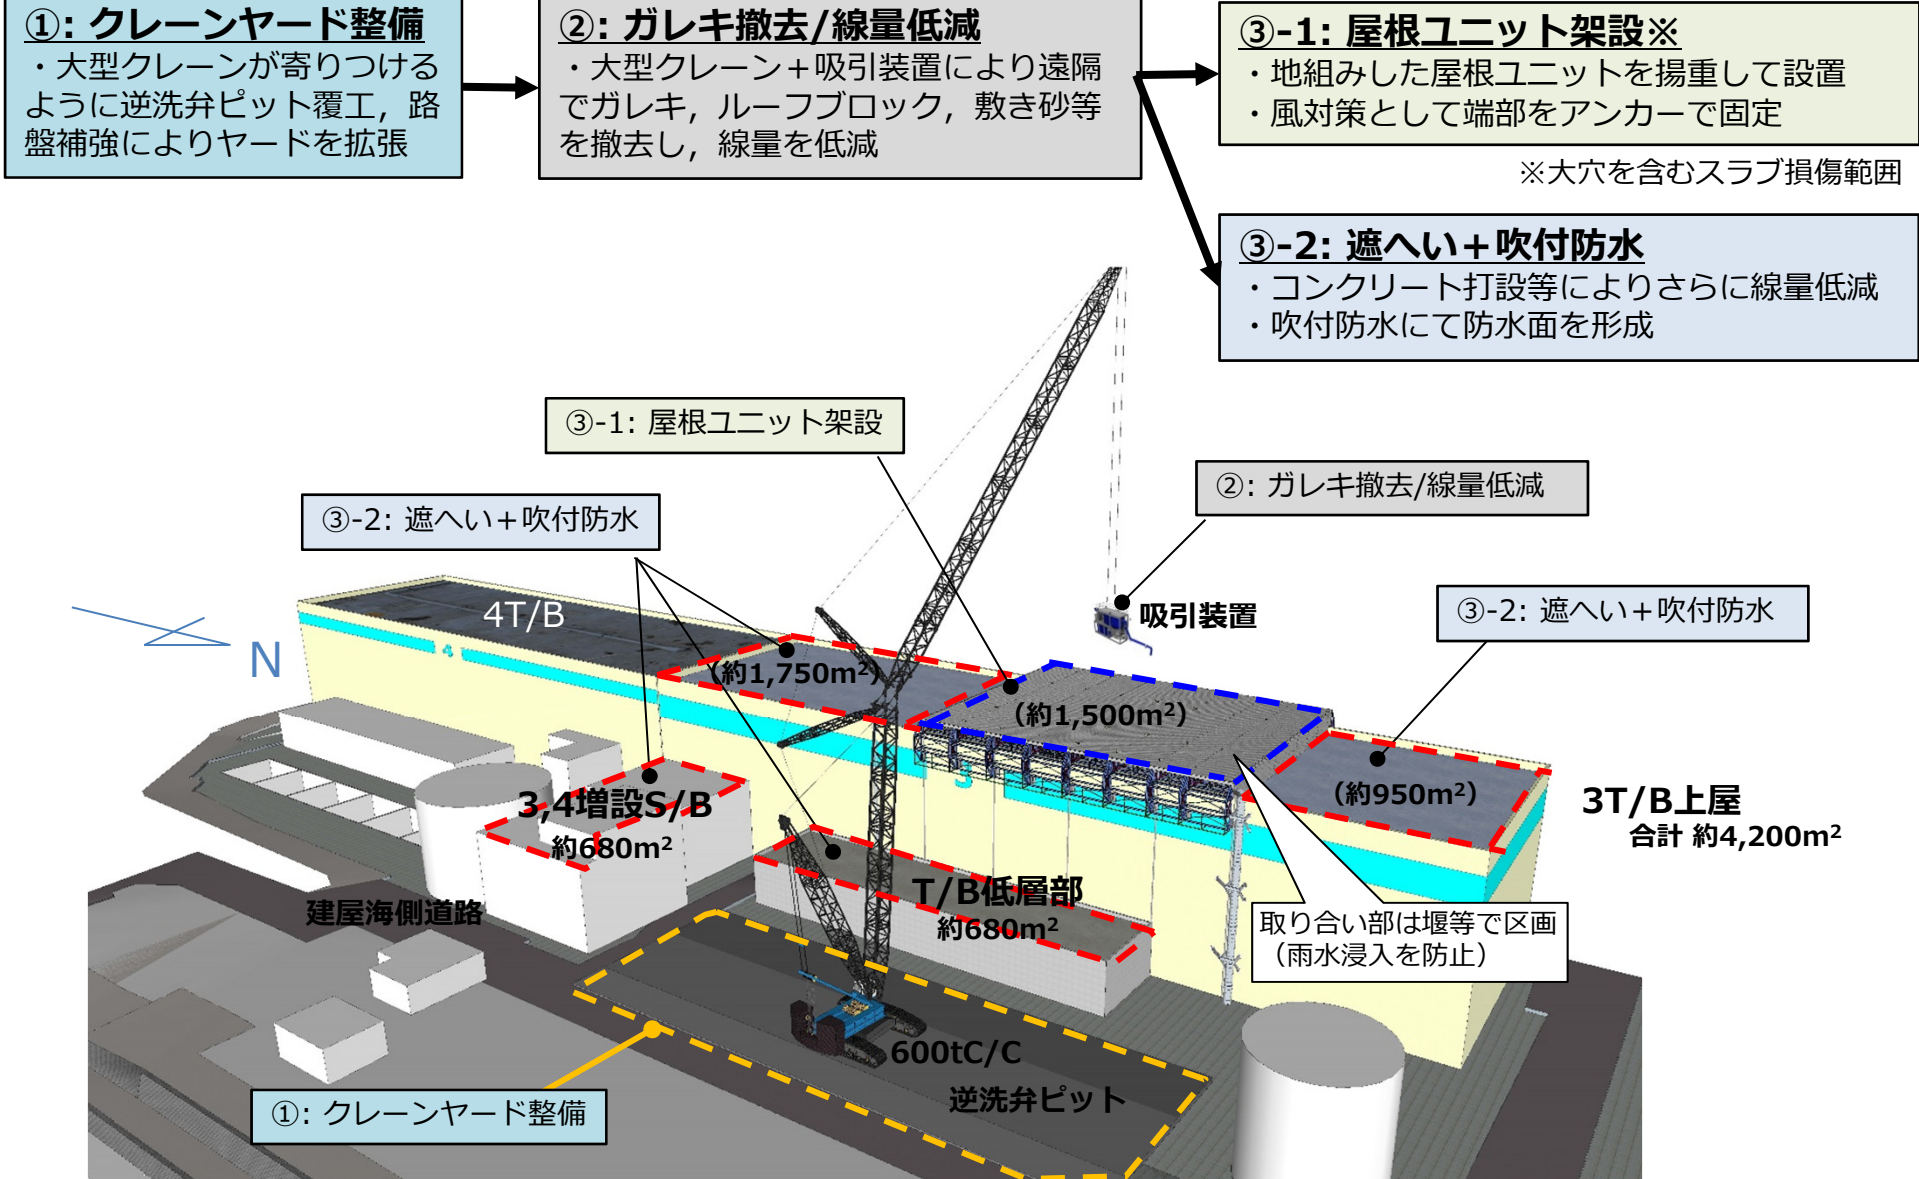 ①: クレーンヤード整備
・大型クレーンが寄りつける
ように逆洗弁ピット覆工，路
盤補強によりヤードを拡張
②: ガレキ撤去/線量低減
・大型クレーン＋吸引装置により遠隔
でガレキ，ルーフブロック，敷き砂等
を撤去し，線量を低減
③-1: 屋根ユニット架設※
・地組みした屋根ユニットを揚重して設置
・風対策として端部をアンカーで固定
※大穴を含むスラブ損傷範囲
③-2: 遮へい＋吹付防水
・コンクリート打設等によりさらに線量低減
・吹付防水にて防水面を形成
③-1: 屋根ユニット架設
②: ガレキ撤去/線量低減
③-2: 遮へい＋吹付防水
③-2: 遮へい＋吹付防水
4T/B
吸引装置
N
4
（約1,750m²）
（約1,500m²）
3
（約950m²）
3T/B上屋
合計 約4,200m²
3,4増設S/B
約680m²
T/B低層部
約680m²
建屋海側道路
取り合い部は堰等で区画
（雨水浸入を防止）
600tC/C
逆洗弁ピット
①: クレーンヤード整備